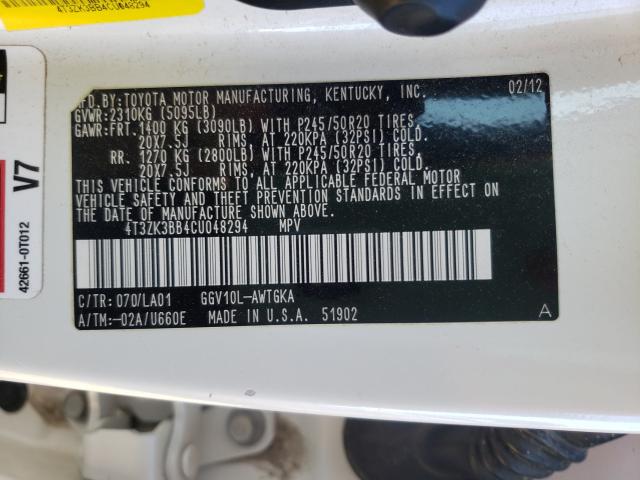 4T3ZK3BB4CU048294
MFD.BY: TOYOTA MOTOR MANUFACTURING, KENTUCKY, INC. 02/12
GVWR: 2310KG (5095LB)
GAWR: FRT. 1400 KG (3090LB) WITH P245/50R20 TIRES
20X7.5J RIMS, AT 220KPA (32PSI) COLD.
RR. 1270 KG (2800LB) WITH P245/50R20 TIRES
20X7.5J RIMS, AT 220KPA (32PSI) COLD.
THIS VEHICLE CONFORMS TO ALL APPLICABLE FEDERAL MOTOR
VEHICLE SAFETY AND THEFT PREVENTION STANDARDS IN
EFFECT ON THE DATE OF MANUFACTURE SHOWN ABOVE.
4T3ZK3BB4CU048294 MPV
C/TR: 070/LA01 GGV10L-AWTGKA
A/TM: -02A/U660E MADE IN U.S.A. 51902 A
V7
42661-0T012